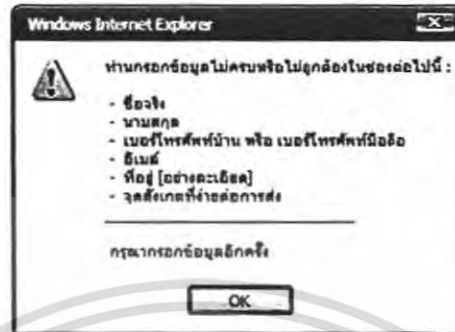 Windows Internet Explorer
ท่านกรอกข้อมูลไม่ครบหรือไม่ถูกต้องในช่องต่อไปนี้ :
- ชื่อจริง
- นามสกุล
- เบอร์โทรศัพท์บ้าน หรือ เบอร์โทรศัพท์มือถือ
- อีเมล์
- ที่อยู่ [อย่างละเอียด]
- จุดสังเกตที่ง่ายต่อการส่ง
กรุณากรอกข้อมูลอีกครั้ง
OK